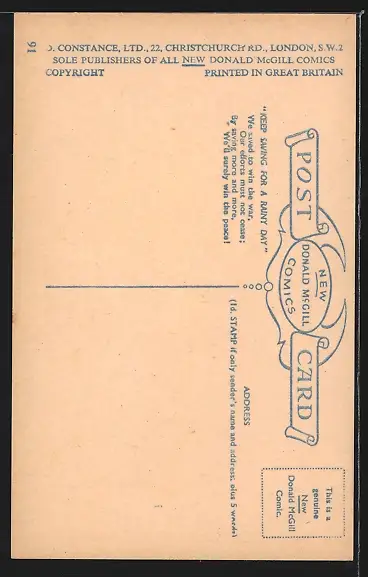 16
D. CONSTANCE, LTD., 22, CHRISTCHURCH RD., LONDON, S.W.2
SOLE PUBLISHERS OF ALL NEW DONALD McGILL COMICS
COPYRIGHT PRINTED IN GREAT BRITAIN
POST CARD
NEW
DONALD McGILL
COMICS
"KEEP SAVING FOR A RAINY DAY"
We saved to win the war,
Our efforts must not cease;
By saving more and more,
We'll surely win the peace!
ADDRESS
(1d. STAMP if only sender's name and address, plus 5 words)
This is a
genuine
New
Donald McGill
Comic.